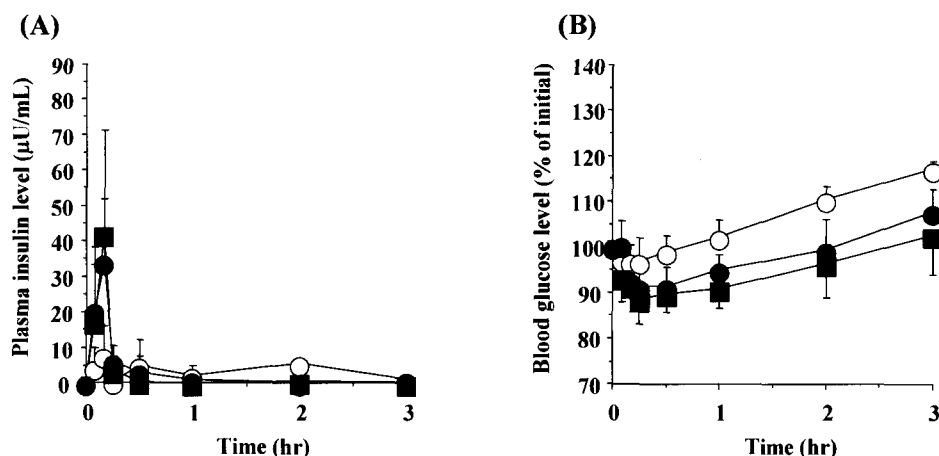 (A)
Plasma insulin level (µU/mL)
90
80
70
60
50
40
30
20
10
0
0 1 2 3
Time (hr)
(B)
Blood glucose level (% of initial)
140
130
120
110
100
90
80
70
0 1 2 3
Time (hr)